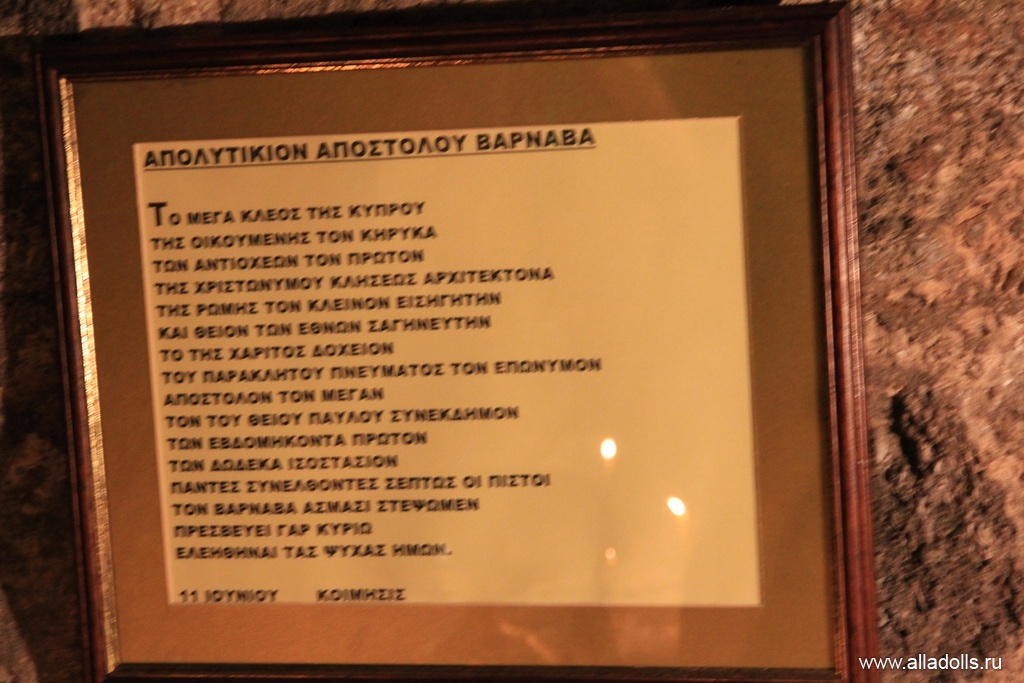 ΑΠΟΛΥΤΙΚΙΟΝ ΑΠΟΣΤΟΛΟΥ ΒΑΡΝΑΒΑ
ΤΟ ΜΕΓΑ ΚΛΕΟΣ ΤΗΣ ΚΥΠΡΟΥ
ΤΗΣ ΟΙΚΟΥΜΕΝΗΣ ΤΟΝ ΚΗΡΥΚΑ
ΤΩΝ ΑΝΤΙΟΧΕΩΝ ΤΟΝ ΠΡΩΤΟΝ
ΤΗΣ ΧΡΙΣΤΩΝΥΜΟΥ ΚΛΗΣΕΩΣ ΑΡΧΙΤΕΚΤΟΝΑ
ΤΗΣ ΡΩΜΗΣ ΤΟΝ ΚΛΕΙΝΟΝ ΕΙΣΗΓΗΤΗΝ
ΚΑΙ ΘΕΙΟΝ ΤΩΝ ΕΘΝΩΝ ΣΑΓΗΝΕΥΤΗΝ
ΤΟ ΤΗΣ ΧΑΡΙΤΟΣ ΔΟΧΕΙΟΝ
ΤΟΥ ΠΑΡΑΚΛΗΤΟΥ ΠΝΕΥΜΑΤΟΣ ΤΟΝ ΕΠΩΝΥΜΟΝ
ΑΠΟΣΤΟΛΟΝ ΤΟΝ ΜΕΓΑΝ
ΤΟΝ ΤΟΥ ΘΕΙΟΥ ΠΑΥΛΟΥ ΣΥΝΕΚΔΗΜΟΝ
ΤΩΝ ΕΒΔΟΜΗΚΟΝΤΑ ΠΡΩΤΟΝ
ΤΩΝ ΔΩΔΕΚΑ ΙΣΟΣΤΑΣΙΟΝ
ΠΑΝΤΕΣ ΣΥΝΕΛΘΟΝΤΕΣ ΣΕΠΤΩΣ ΟΙ ΠΙΣΤΟΙ
ΤΟΝ ΒΑΡΝΑΒΑ ΑΣΜΑΣΙ ΣΤΕΨΩΜΕΝ
ΠΡΕΣΒΕΥΕΙ ΓΑΡ ΚΥΡΙΩ
ΕΛΕΗΘΗΝΑΙ ΤΑΣ ΨΥΧΑΣ ΗΜΩΝ.
11 ΙΟΥΝΙΟΥ ΚΟΙΜΗΣΙΣ
www.alladolls.ru